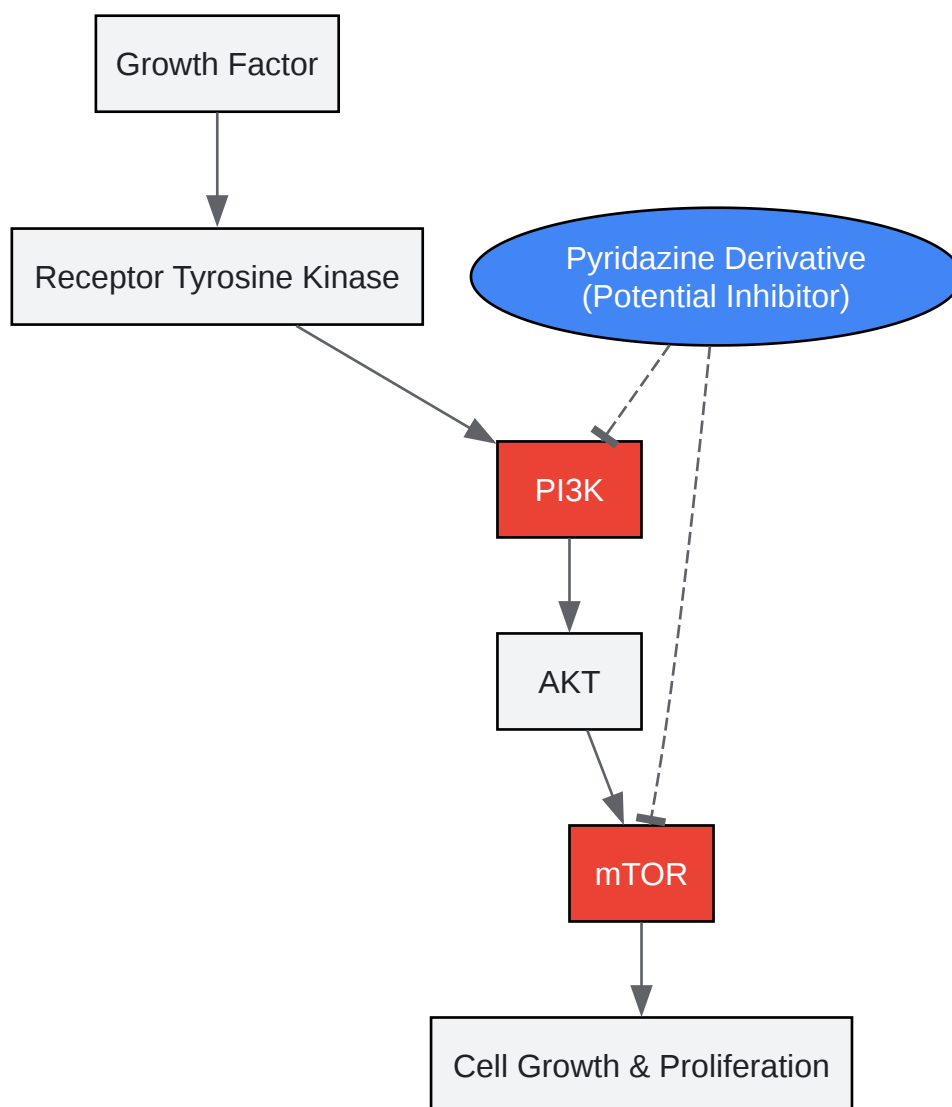 Growth Factor
Receptor Tyrosine Kinase
Pyridazine Derivative
(Potential Inhibitor)
PI3K
AKT
mTOR
Cell Growth & Proliferation